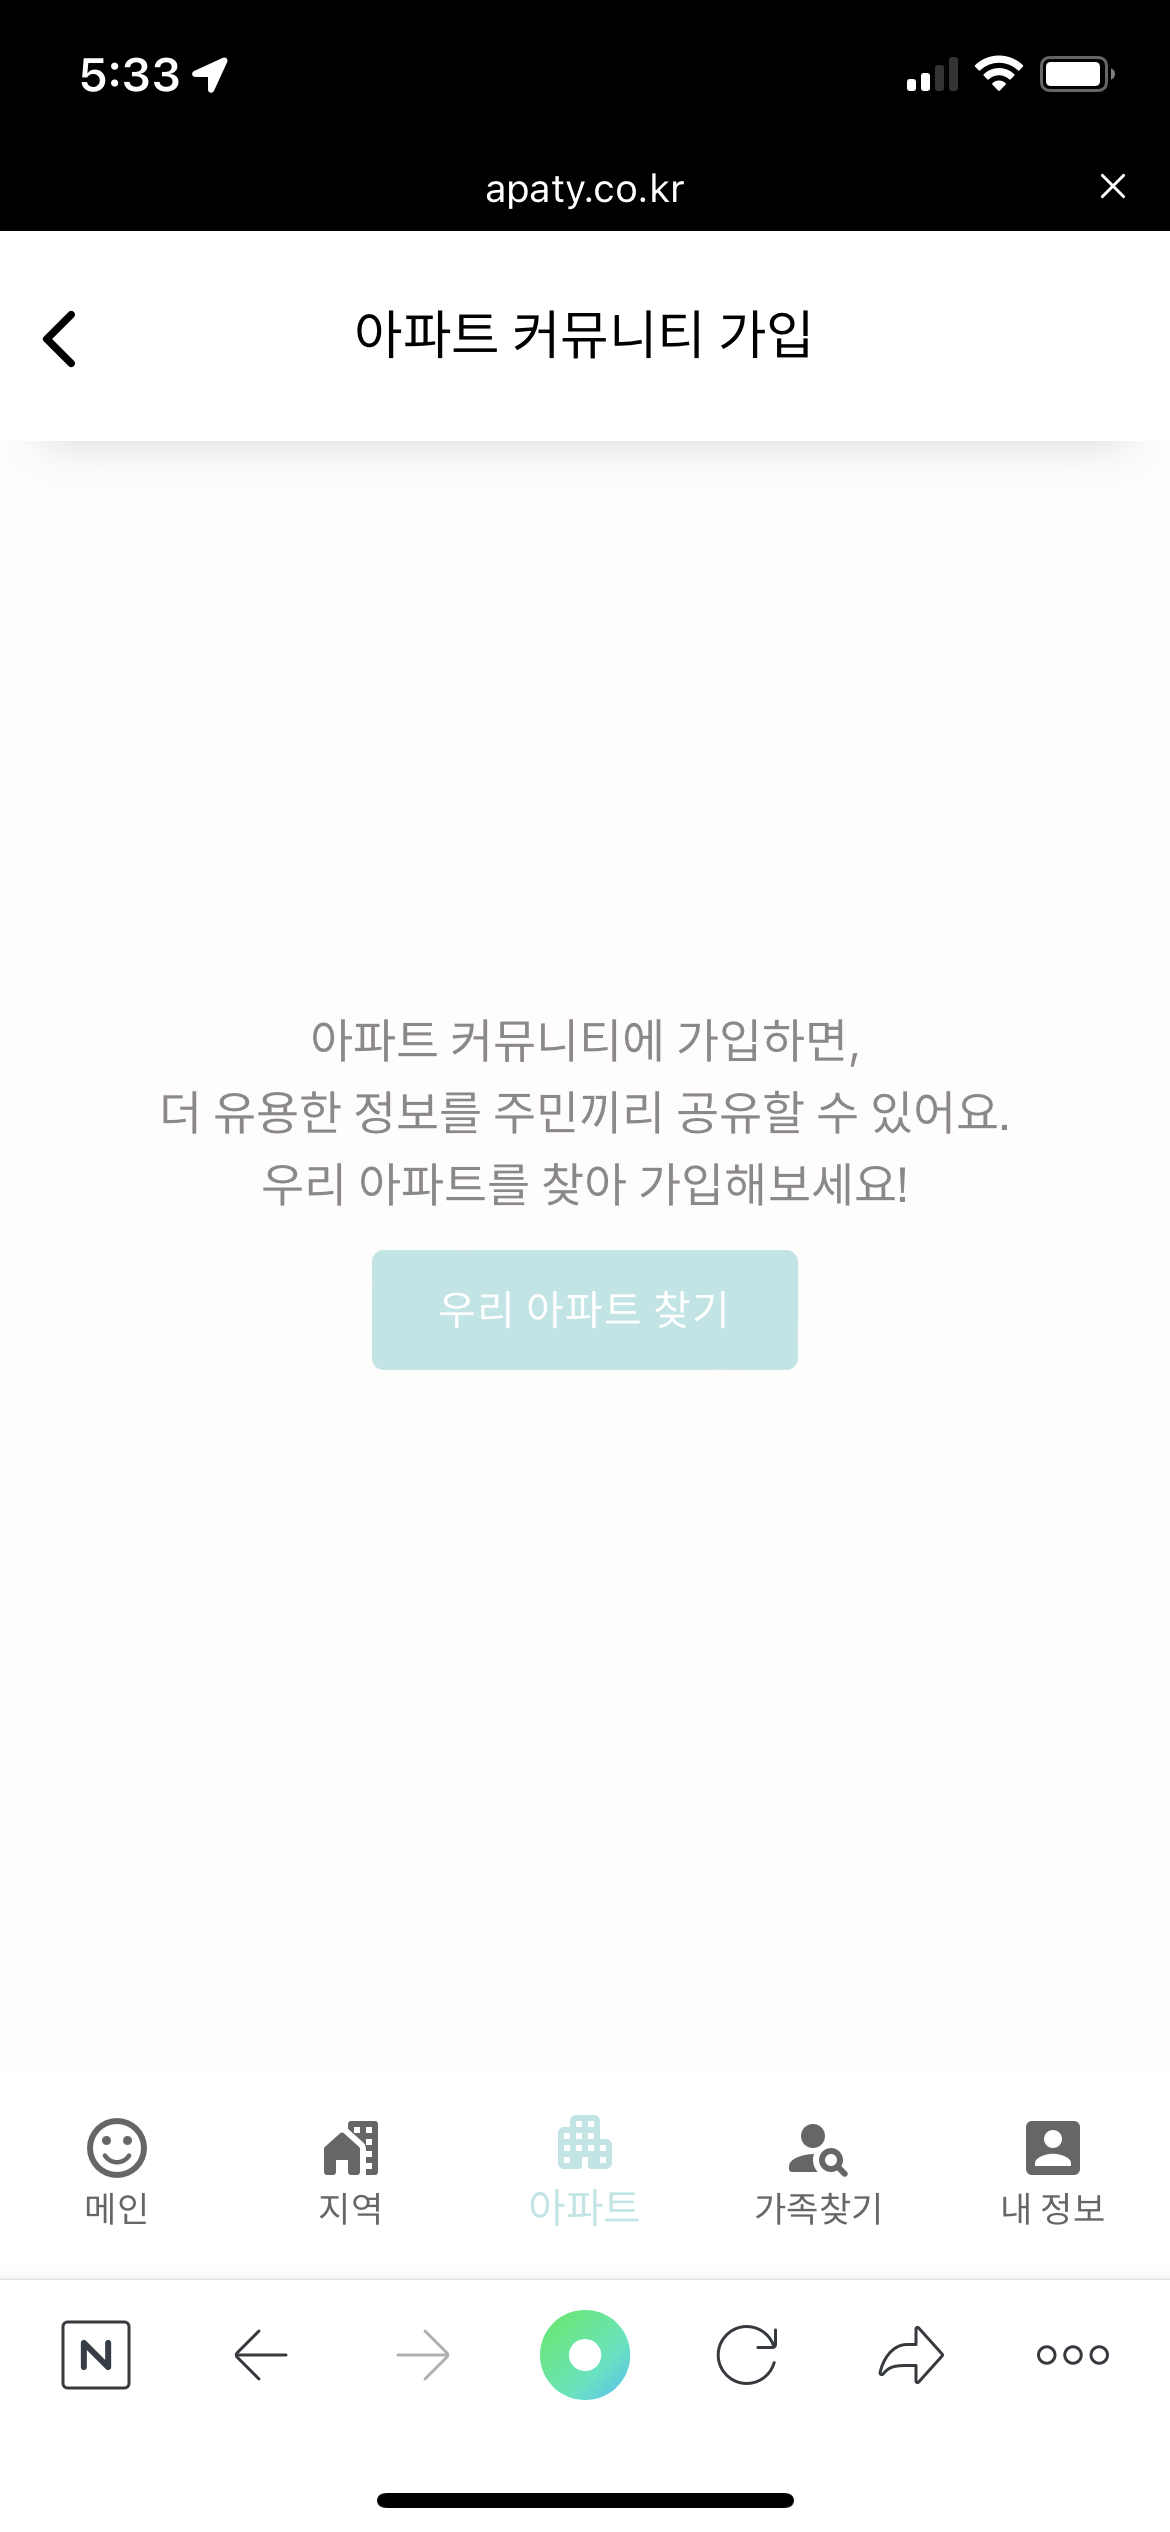 5:33
apaty.co.kr
아파트 커뮤니티 가입
아파트 커뮤니티에 가입하면,
더 유용한 정보를 주민끼리 공유할 수 있어요.
우리 아파트를 찾아 가입해보세요!
우리 아파트 찾기
메인 지역 아파트 가족찾기 내 정보
N